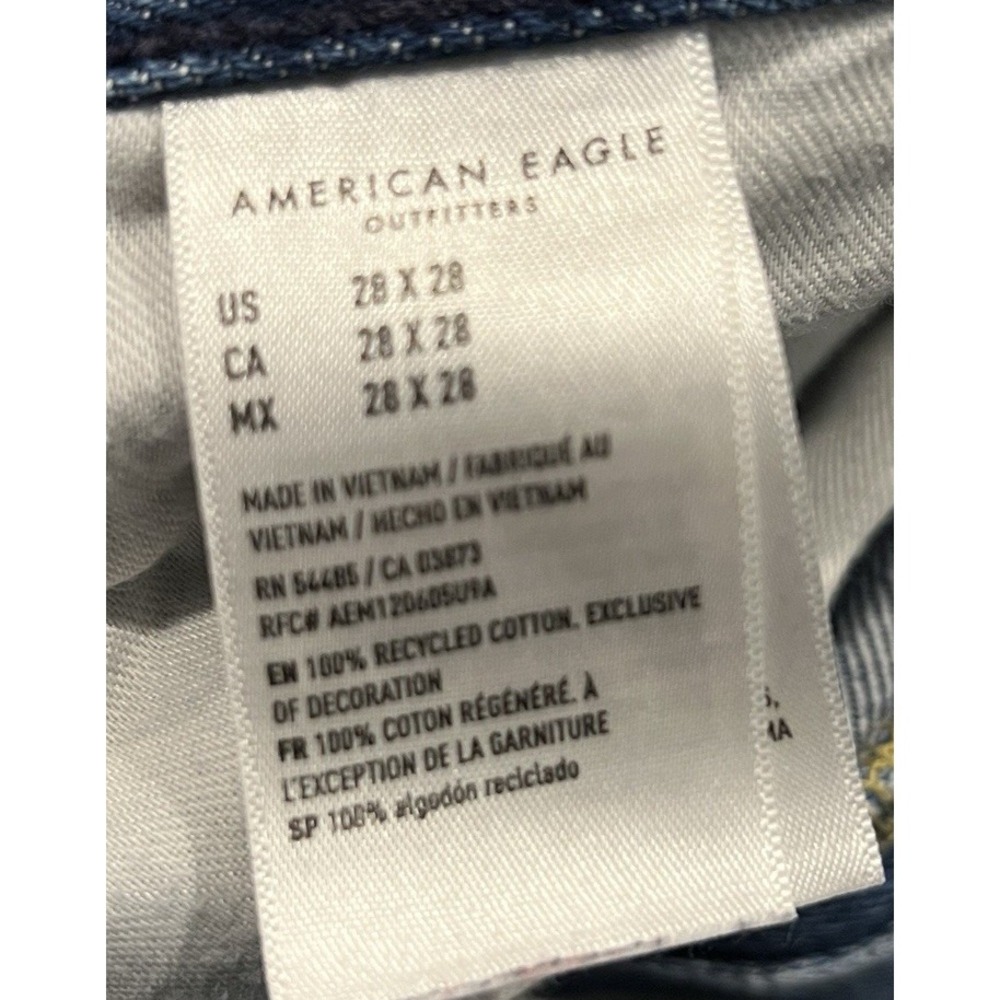 AMERICAN EAGLE
OUTFITTERS
US 28 X 28
CA 28 X 28
MX 28 X 28
MADE IN VIETNAM / FABRIQUÉ AU
VIETNAM / HECHO EN VIETNAM
RN 54485 / CA 03873
RFC# AEM120605U9A
EN 100% RECYCLED COTTON. EXCLUSIVE
OF DECORATION
FR 100% COTON RÉGÉNÉRÉ. À
L'EXCEPTION DE LA GARNITURE
SP 100% algodón reciclado